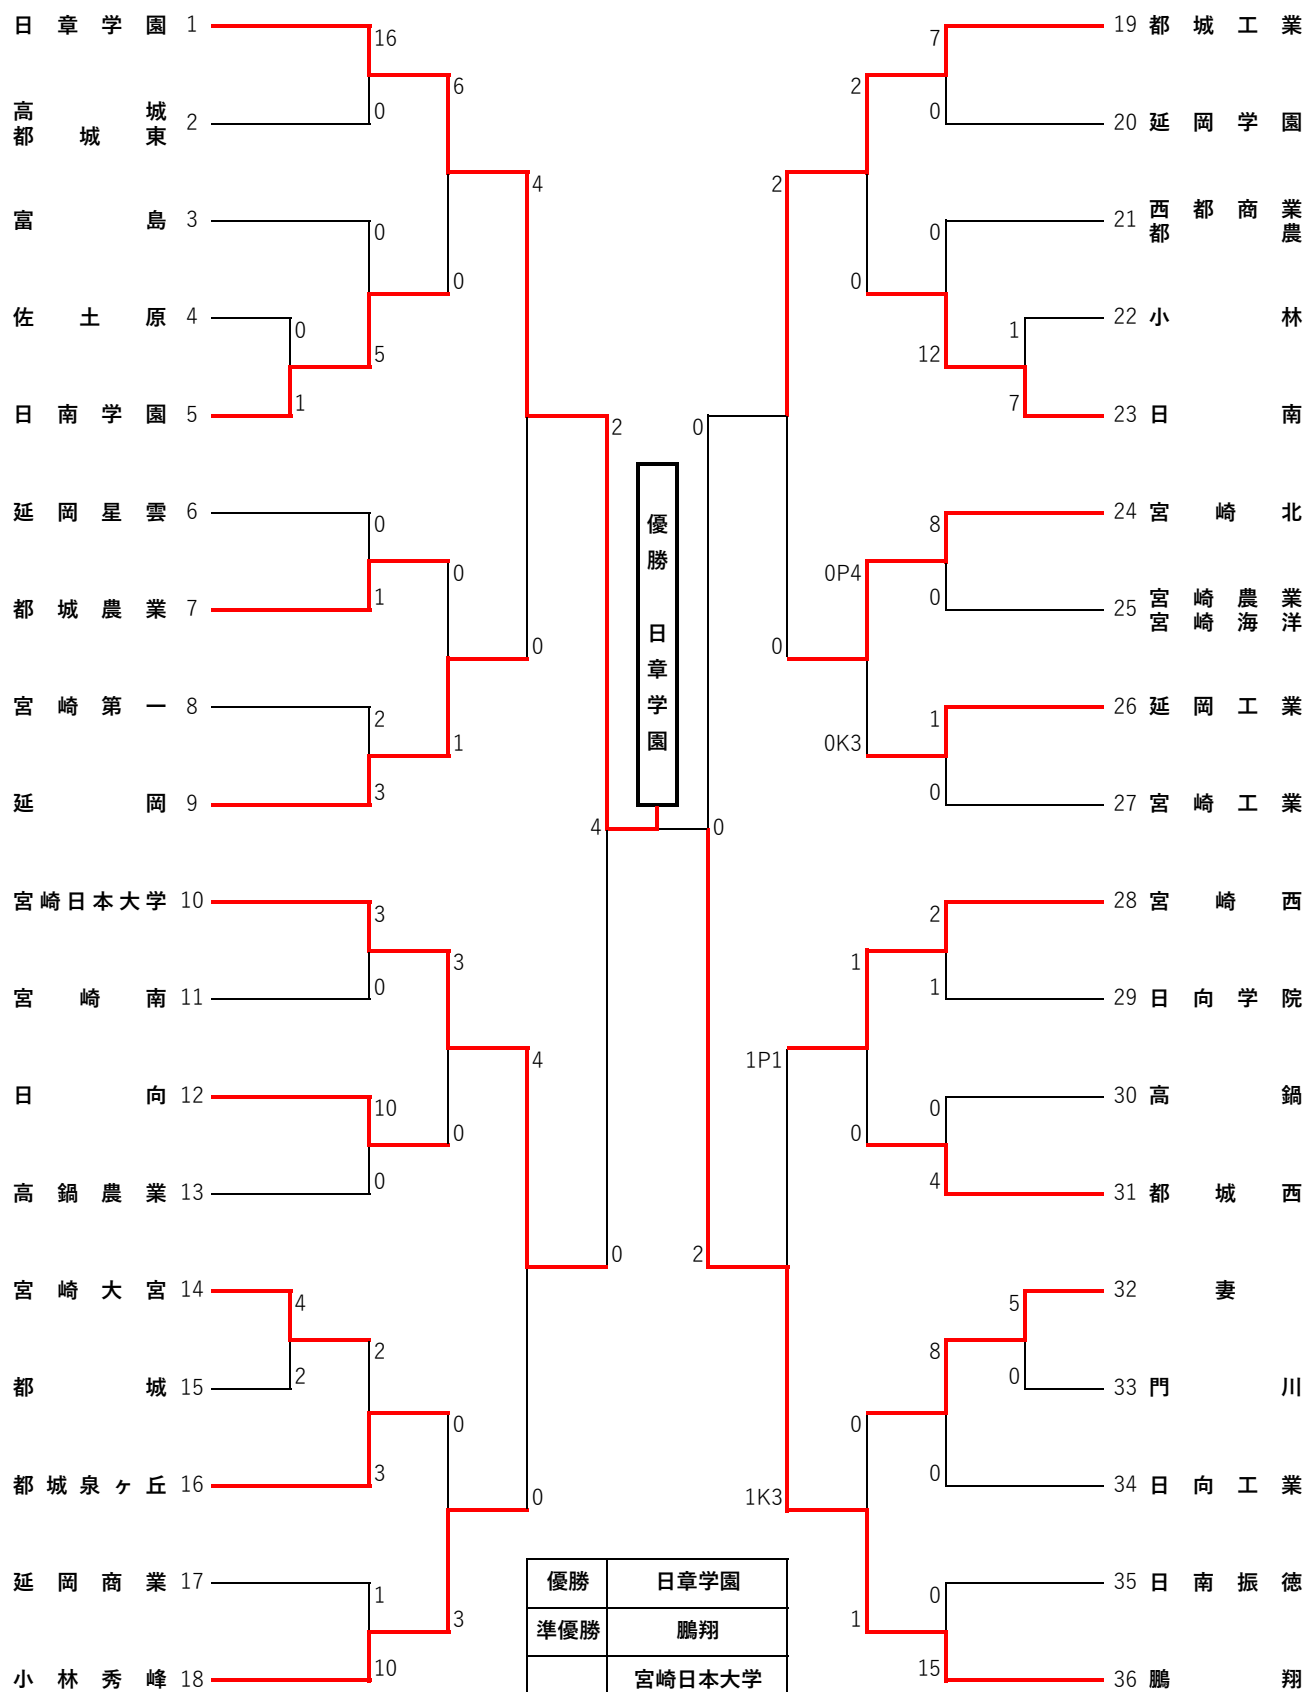 日章学園 1
16
0
高城
都城東 2
6
富島 3
0
0
佐土原 4
0
5
日南学園 5
1
4
延岡星雲 6
0
都城農業 7
1
0
宮崎第一 8
2
延岡 9
3
1
0
2
宮崎日本大学 10
3
宮崎南 11
0
3
日向 12
10
高鍋農業 13
0
0
4
宮崎大宮 14
4
都城 15
2
2
都城泉ヶ丘 16
3
0
延岡商業 17
1
小林秀峰 18
10
3
0
0
4
優勝 日章学園
0
19 都城工業
7
20 延岡学園
0
2
21 西都商業
都農
0
22 小林
1
23 日南
7
12
0
2
24 宮崎北
8
25 宮崎農業
宮崎海洋
0
0P4
26 延岡工業
1
27 宮崎工業
0
0K3
0
0
28 宮崎西
2
29 日向学院
1
1
30 高鍋
0
31 都城西
4
0
1P1
32 妻
5
33 門川
0
8
34 日向工業
0
0
35 日南振徳
0
36 鵬翔
15
1
1K3
2
優勝 日章学園
準優勝 鵬翔
宮崎日本大学